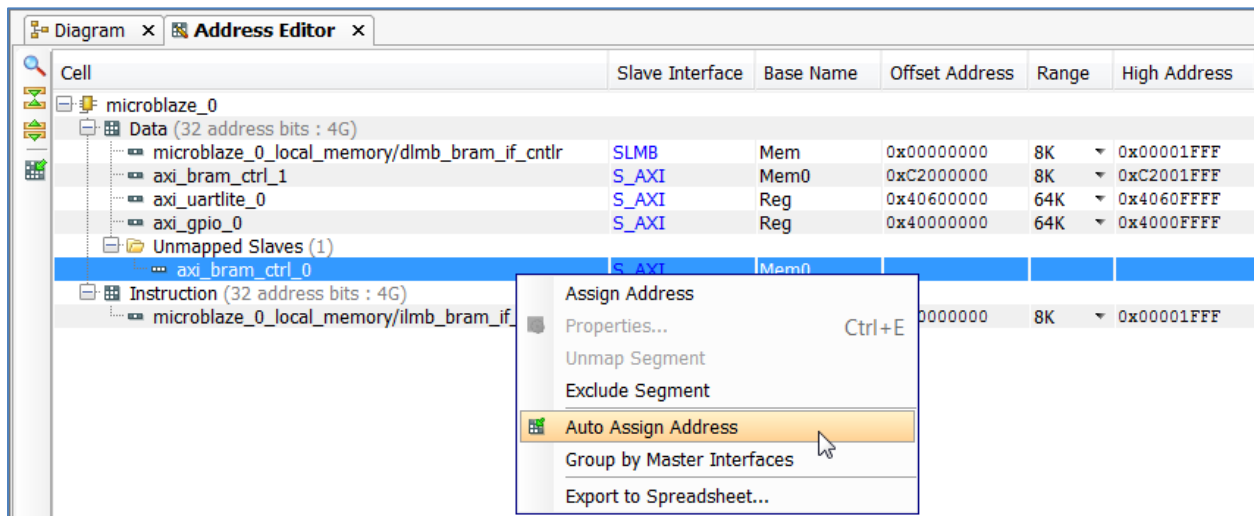 Diagram × Address Editor ×
Cell Slave Interface Base Name Offset Address Range High Address
microblaze_0
Data (32 address bits : 4G)
microblaze_0_local_memory/dlmb_bram_if_cntlr SLMB Mem 0x00000000 8K 0x00001FFF
axi_bram_ctrl_1 S_AXI Mem0 0xC2000000 8K 0xC2001FFF
axi_uartlite_0 S_AXI Reg 0x40600000 64K 0x4060FFFF
axi_gpio_0 S_AXI Reg 0x40000000 64K 0x4000FFFF
Unmapped Slaves (1)
axi_bram_ctrl_0 S_AXI Mem0
Instruction (32 address bits : 4G)
microblaze_0_local_memory/ilmb_bram_if_ 0000000 8K 0x00001FFF
Assign Address
Properties... Ctrl+E
Unmap Segment
Exclude Segment
Auto Assign Address
Group by Master Interfaces
Export to Spreadsheet...